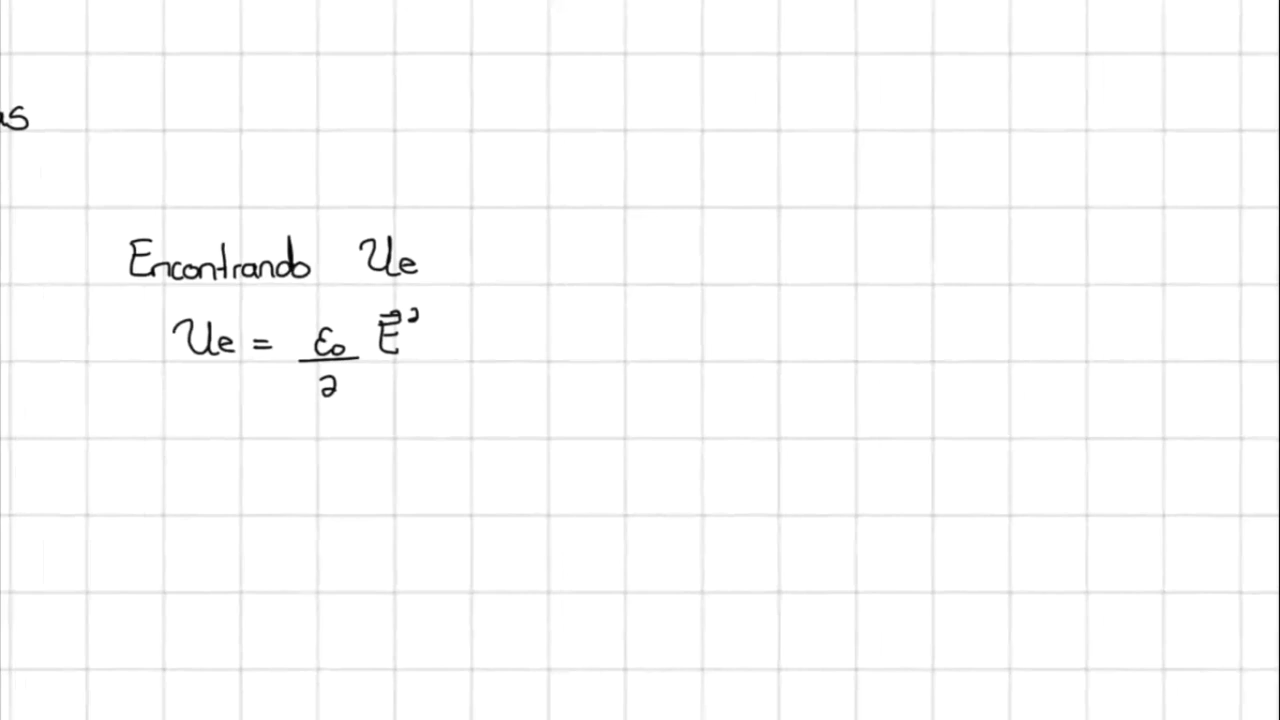 Encontrando Ue
Ue = ε₀/2 E⃗²